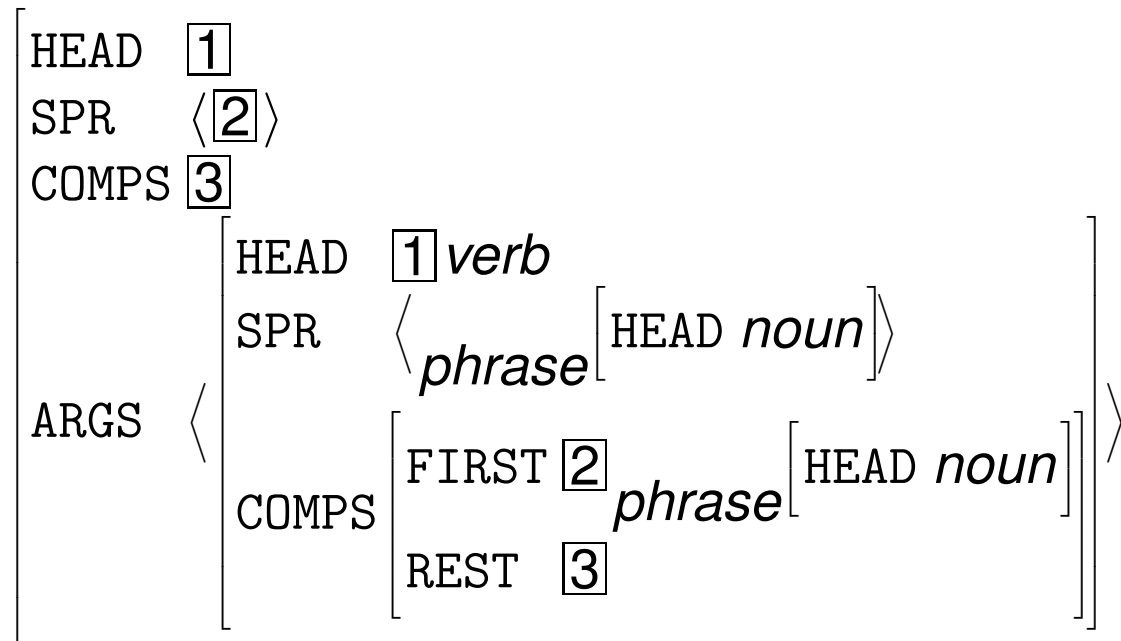 HEAD 1
SPR ⟨2⟩
COMPS 3
HEAD 1 verb
SPR ⟨phrase[HEAD noun]⟩
ARGS ⟨ ⟩
FIRST 2 phrase[HEAD noun]
COMPS
REST 3